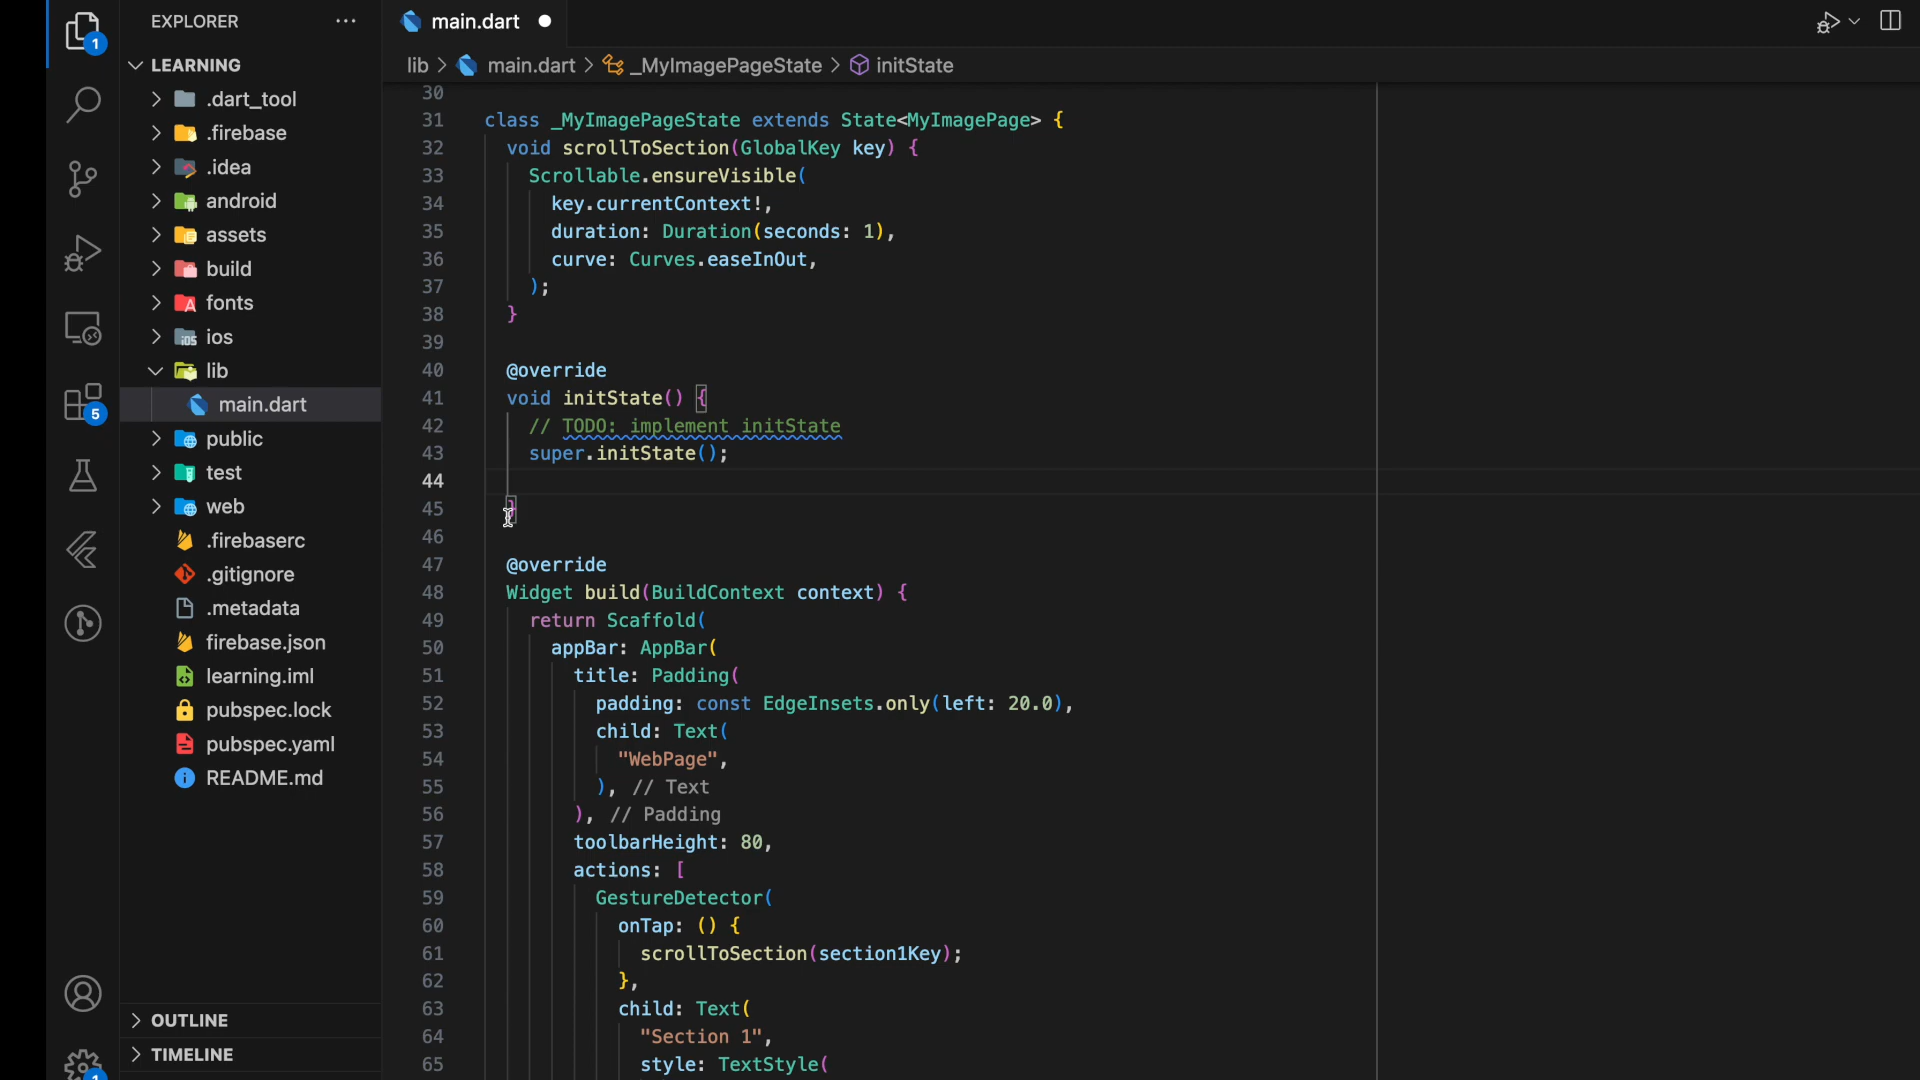 EXPLORER
LEARNING
.dart_tool
.firebase
.idea
android
assets
build
fonts
ios
lib
main.dart
public
test
web
.firebaserc
.gitignore
.metadata
firebase.json
learning.iml
pubspec.lock
pubspec.yaml
README.md
OUTLINE
TIMELINE
1
5
1
main.dart
lib > main.dart > _MyImagePageState > initState
30
31 class _MyImagePageState extends State<MyImagePage> {
32 void scrollToSection(GlobalKey key) {
33 Scrollable.ensureVisible(
34 key.currentContext!,
35 duration: Duration(seconds: 1),
36 curve: Curves.easeInOut,
37 );
38 }
39
40 @override
41 void initState() {
42 // TODO: implement initState
43 super.initState();
44
45 }
46
47 @override
48 Widget build(BuildContext context) {
49 return Scaffold(
50 appBar: AppBar(
51 title: Padding(
52 padding: const EdgeInsets.only(left: 20.0),
53 child: Text(
54 "WebPage",
55 ), // Text
56 ), // Padding
57 toolbarHeight: 80,
58 actions: [
59 GestureDetector(
60 onTap: () {
61 scrollToSection(section1Key);
62 },
63 child: Text(
64 "Section 1",
65 style: TextStyle(